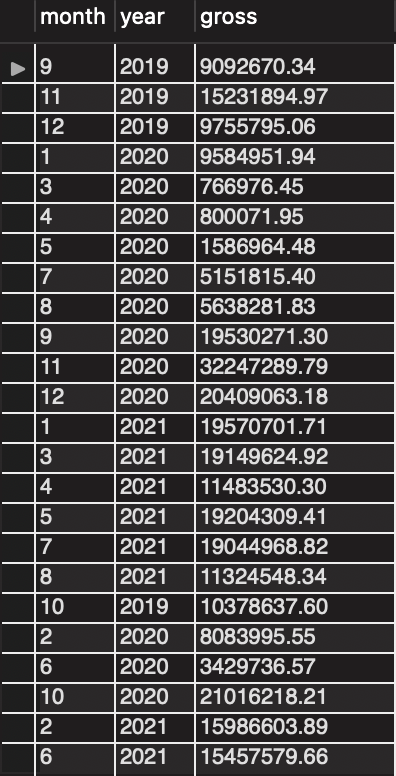 month year gross
9 2019 9092670.34
11 2019 15231894.97
12 2019 9755795.06
1 2020 9584951.94
3 2020 766976.45
4 2020 800071.95
5 2020 1586964.48
7 2020 5151815.40
8 2020 5638281.83
9 2020 19530271.30
11 2020 32247289.79
12 2020 20409063.18
1 2021 19570701.71
3 2021 19149624.92
4 2021 11483530.30
5 2021 19204309.41
7 2021 19044968.82
8 2021 11324548.34
10 2019 10378637.60
2 2020 8083995.55
6 2020 3429736.57
10 2020 21016218.21
2 2021 15986603.89
6 2021 15457579.66